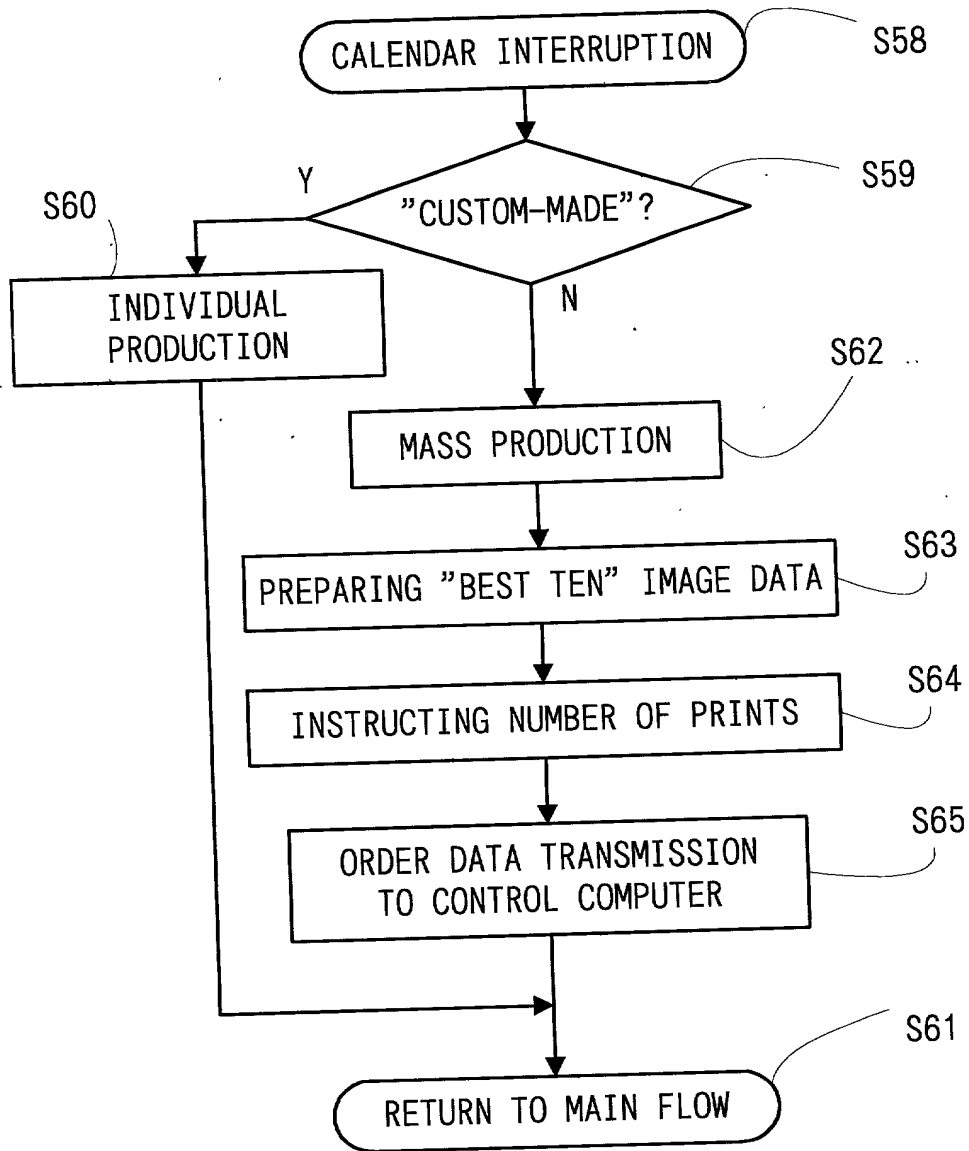 CALENDAR INTERRUPTION
S58
Y
"CUSTOM-MADE"?
S59
S60
INDIVIDUAL
PRODUCTION
N
S62
MASS PRODUCTION
S63
PREPARING "BEST TEN" IMAGE DATA
S64
INSTRUCTING NUMBER OF PRINTS
S65
ORDER DATA TRANSMISSION
TO CONTROL COMPUTER
S61
RETURN TO MAIN FLOW